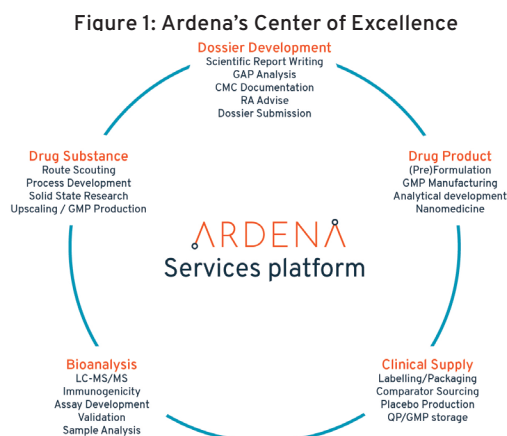 Figure 1: Ardena's Center of Excellence
Dossier Development
Scientific Report Writing
GAP Analysis
CMC Documentation
RA Advise
Dossier Submission
Drug Substance
Route Scouting
Process Development
Solid State Research
Upscaling / GMP Production
Drug Product
(Pre)Formulation
GMP Manufacturing
Analytical development
Nanomedicine
ARDENA
Services platform
Bioanalysis
LC-MS/MS
Immunogenicity
Assay Development
Validation
Sample Analysis
Clinical Supply
Labelling/Packaging
Comparator Sourcing
Placebo Production
QP/GMP storage